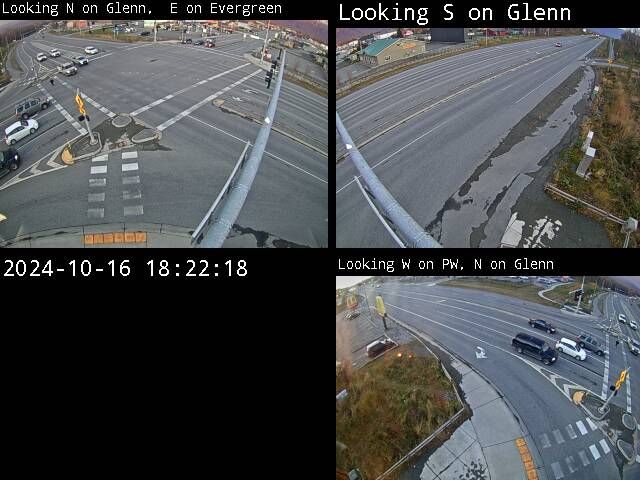 Looking N on Glenn, E on Evergreen
Looking S on Glenn
2024-10-16 18:22:18
Looking W on PW, N on Glenn